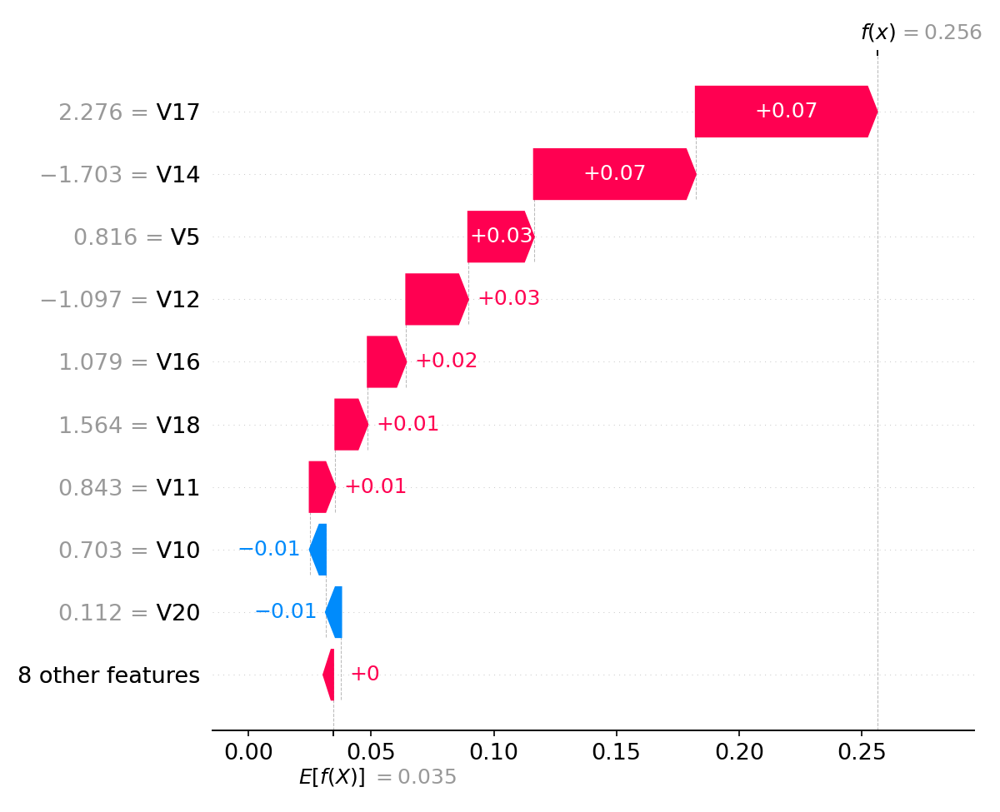 f(x) = 0.256
2.276 = V17 +0.07
−1.703 = V14 +0.07
0.816 = V5 +0.03
−1.097 = V12 +0.03
1.079 = V16 +0.02
1.564 = V18 +0.01
0.843 = V11 +0.01
0.703 = V10 −0.01
0.112 = V20 −0.01
8 other features +0
0.00 0.05 0.10 0.15 0.20 0.25
E[f(X)] = 0.035